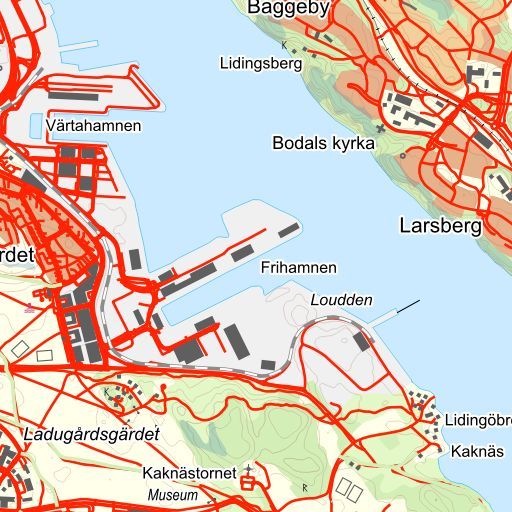 Baggeby
Lidingsberg
Värtahamnen
Bodals kyrka
Larsberg
rdet
Frihamnen
Loudden
Lidingöbro
Ladugårdsgärdet
Kaknäs
Kaknästornet
Museum